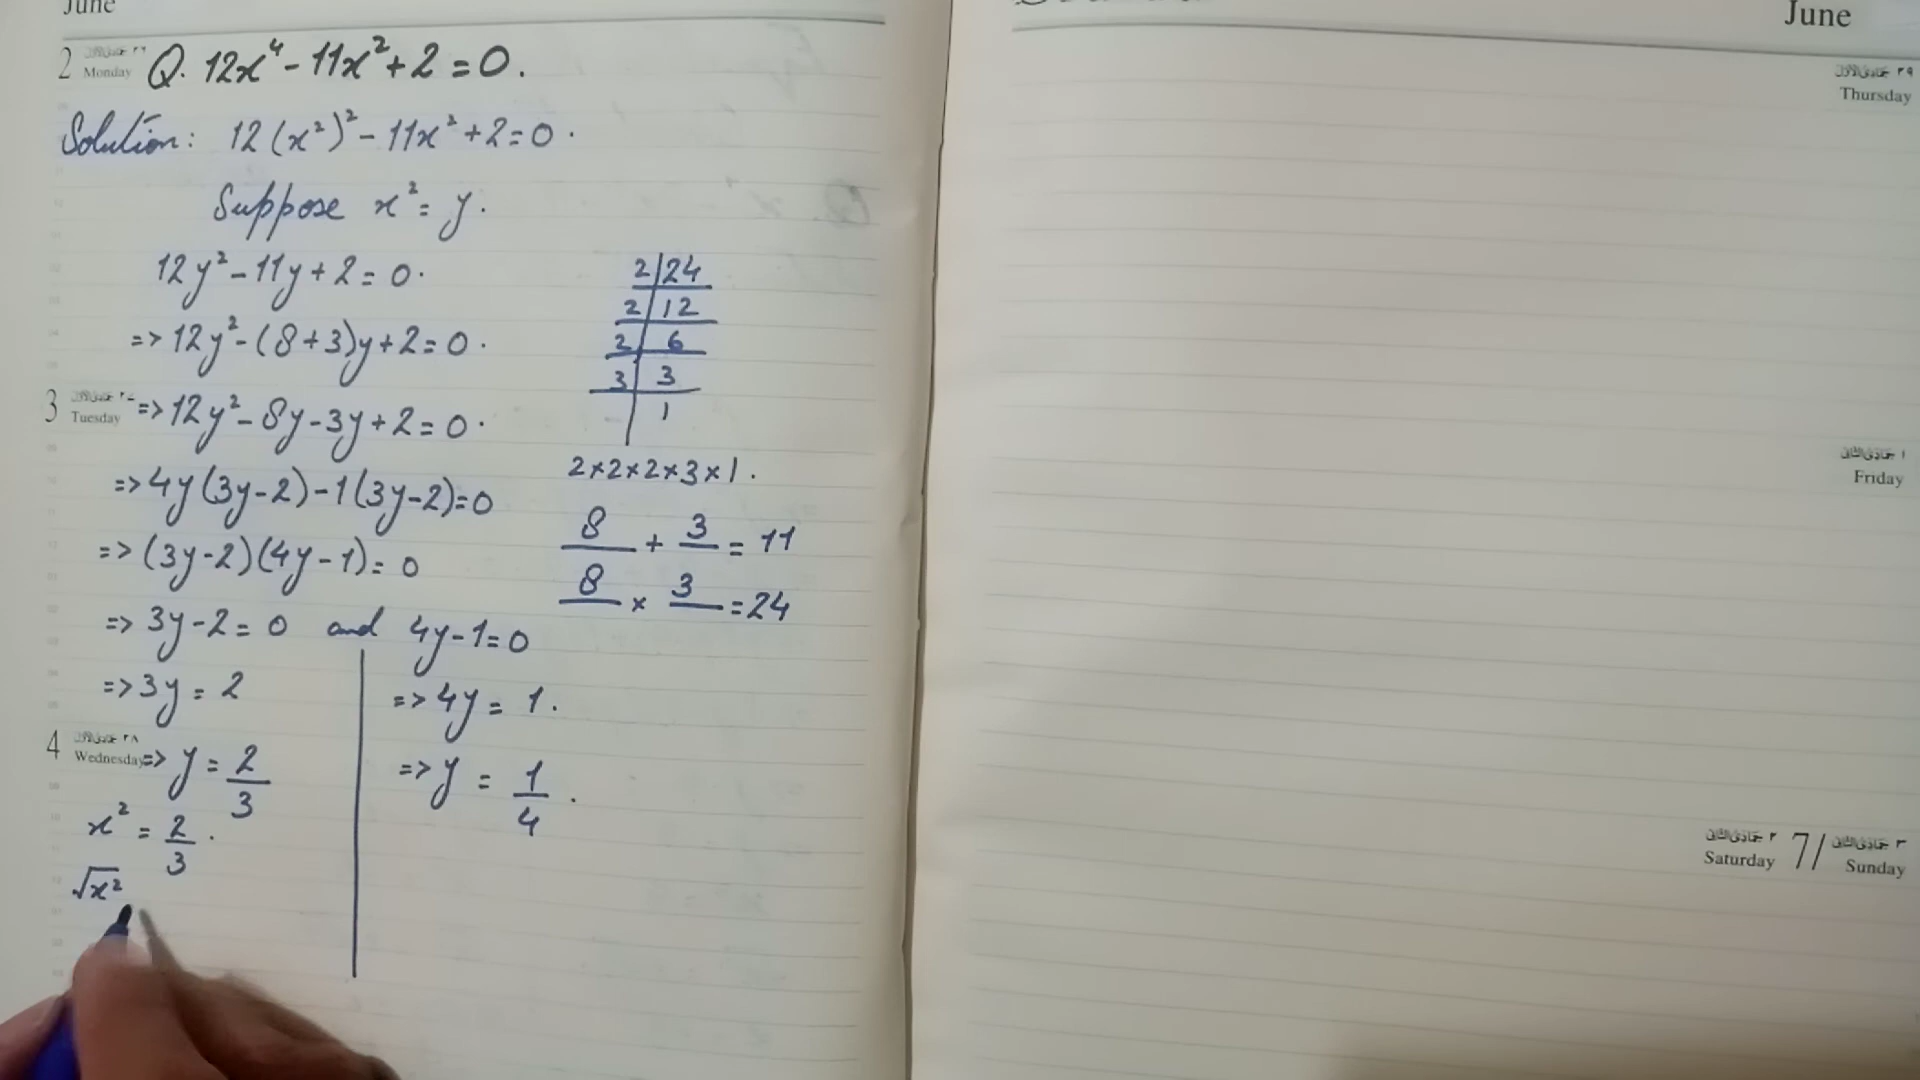 June
2 Monday Q. 12x⁴ - 11x² + 2 = 0.
Solution: 12(x²)² - 11x² + 2 = 0.
Suppose x² = y.
12y² - 11y + 2 = 0.
=> 12y² - (8+3)y + 2 = 0.
3 Tuesday => 12y² - 8y - 3y + 2 = 0.
=> 4y(3y-2) - 1(3y-2) = 0
=> (3y-2)(4y-1) = 0
=> 3y - 2 = 0 and 4y - 1 = 0
=> 3y = 2
4 Wednesday => y = 2/3
x² = 2/3.
√x²
=> 4y = 1.
=> y = 1/4.
2|24
2|12
2|6
3|3
|1
2×2×2×3×1.
8 + 3 = 11
8 × 3 = 24
June
٢٩
Thursday
١
Friday
٢
Saturday
7/
٣
Sunday